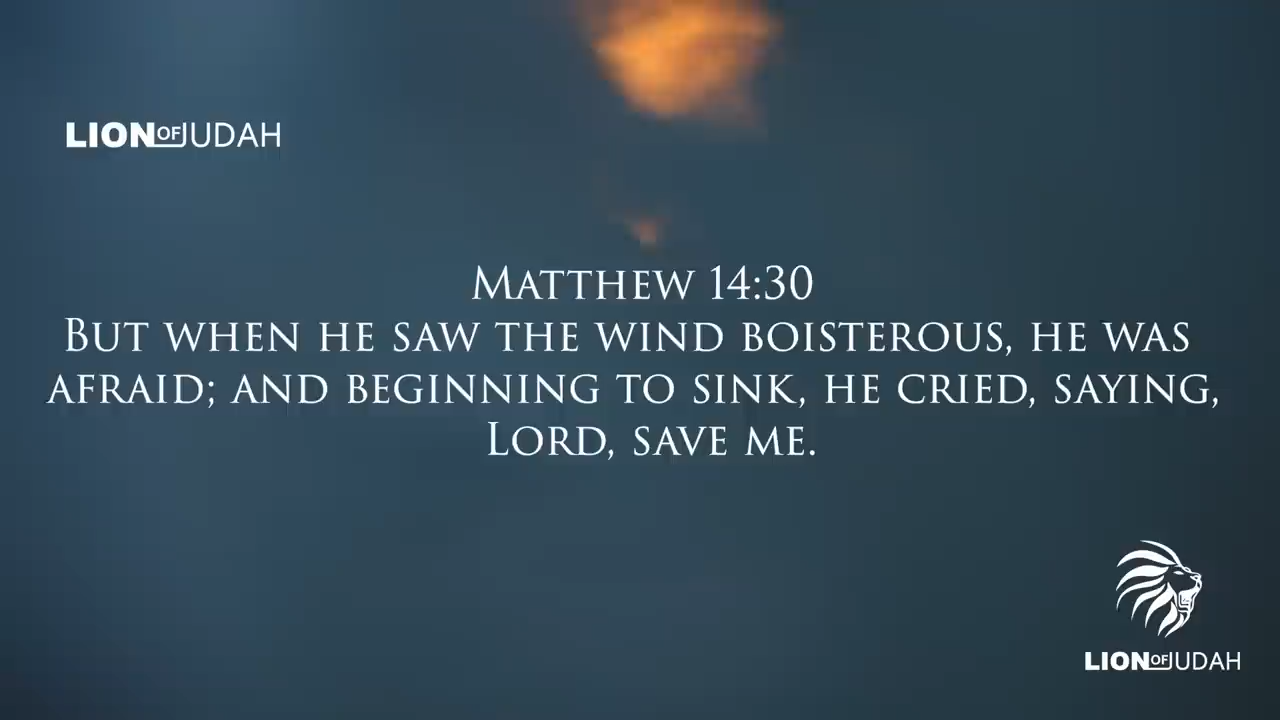 LION OF JUDAH
MATTHEW 14:30
BUT WHEN HE SAW THE WIND BOISTEROUS, HE WAS
AFRAID; AND BEGINNING TO SINK, HE CRIED, SAYING,
LORD, SAVE ME.
LION OF JUDAH